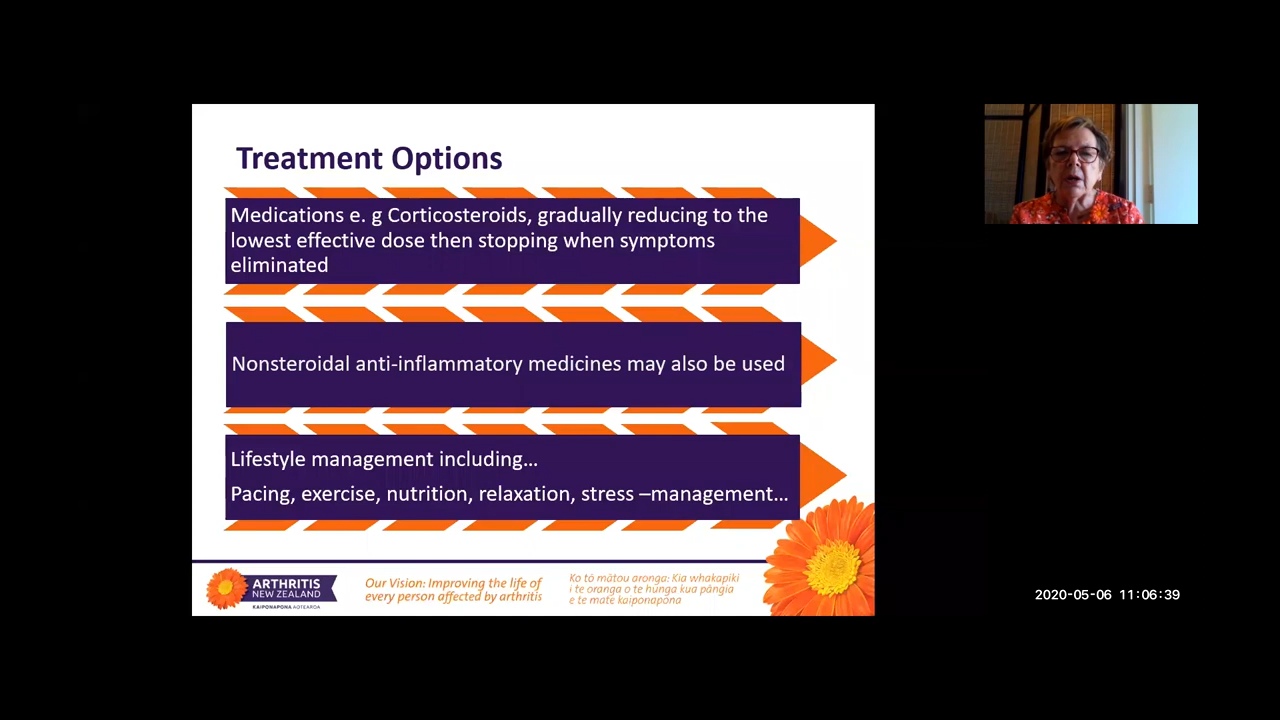 Treatment Options
Medications e. g Corticosteroids, gradually reducing to the
lowest effective dose then stopping when symptoms
eliminated
Nonsteroidal anti-inflammatory medicines may also be used
Lifestyle management including…
Pacing, exercise, nutrition, relaxation, stress –management…
ARTHRITIS
NEW ZEALAND
KAIPONAPONA AOTEAROA
Our Vision: Improving the life of
every person affected by arthritis
Ko tō mātou aronga: Kia whakapiki
i te oranga o te hunga kua pāngia
e te mate kaiponapona
2020-05-06 11:06:39